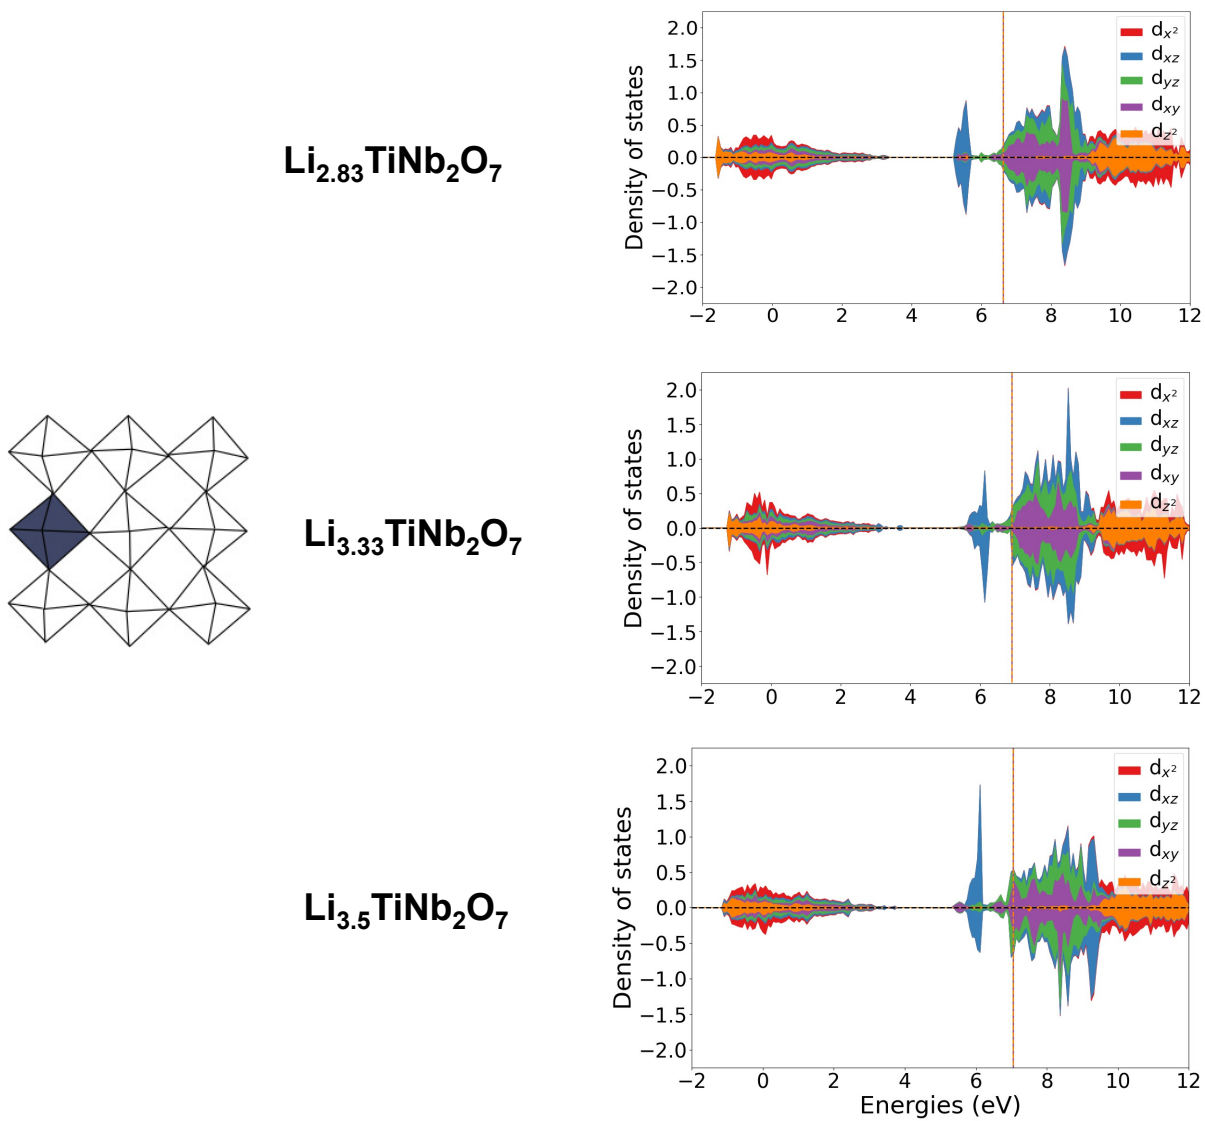 Li2.83TiNb2O7
Density of states
2.0
1.5
1.0
0.5
0.0
−0.5
−1.0
−1.5
−2.0
−2 0 2 4 6 8 10 12
dx²
dxz
dyz
dxy
dz²
Li3.33TiNb2O7
Density of states
2.0
1.5
1.0
0.5
0.0
−0.5
−1.0
−1.5
−2.0
−2 0 2 4 6 8 10 12
dx²
dxz
dyz
dxy
dz²
Li3.5TiNb2O7
Density of states
2.0
1.5
1.0
0.5
0.0
−0.5
−1.0
−1.5
−2.0
−2 0 2 4 6 8 10 12
dx²
dxz
dyz
dxy
dz²
Energies (eV)